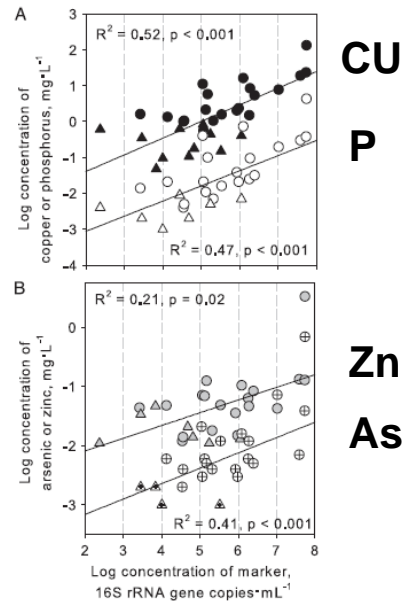 A
R² = 0.52, p < 0.001
CU
P
Log concentration of
copper or phosphorus, mg·L⁻¹
3
2
1
0
-1
-2
-3
-4
R² = 0.47, p < 0.001
B
R² = 0.21, p = 0.02
Zn
As
Log concentration of
arsenic or zinc, mg·L⁻¹
0
-1
-2
-3
R² = 0.41, p < 0.001
2 3 4 5 6 7 8
Log concentration of marker,
16S rRNA gene copies·mL⁻¹